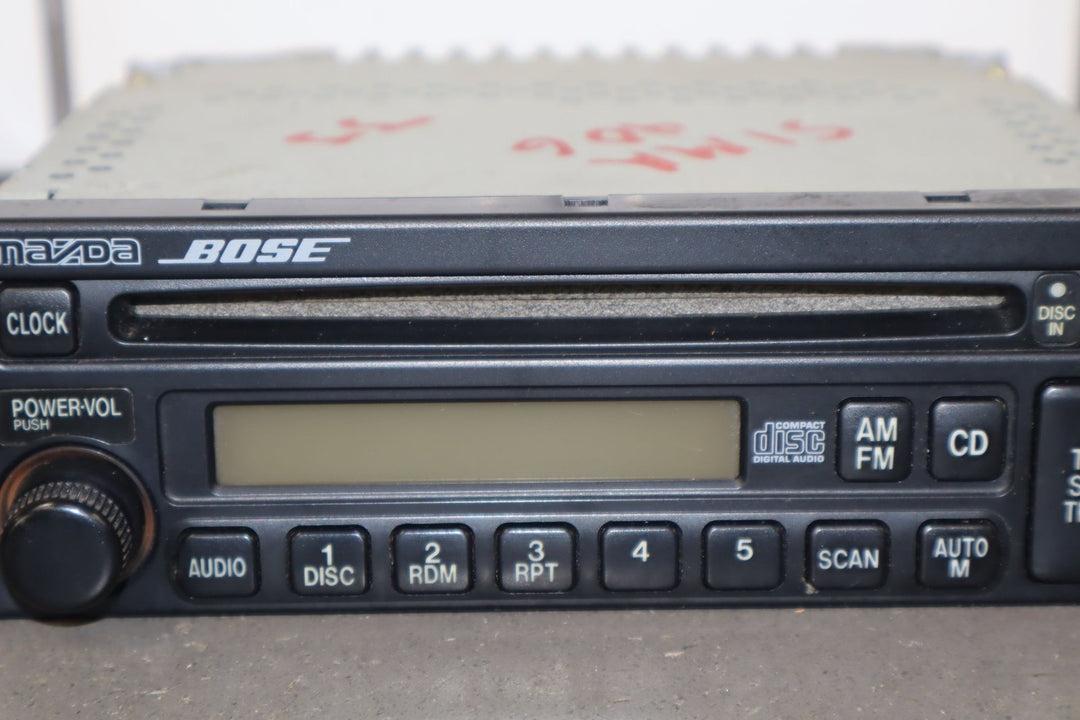 mazda BOSE
CLOCK
DISC
IN
POWER·VOL
PUSH
COMPACT
disc
DIGITAL AUDIO
AM
FM
CD
AUDIO
1
DISC
2
RDM
3
RPT
4
5
SCAN
AUTO
M